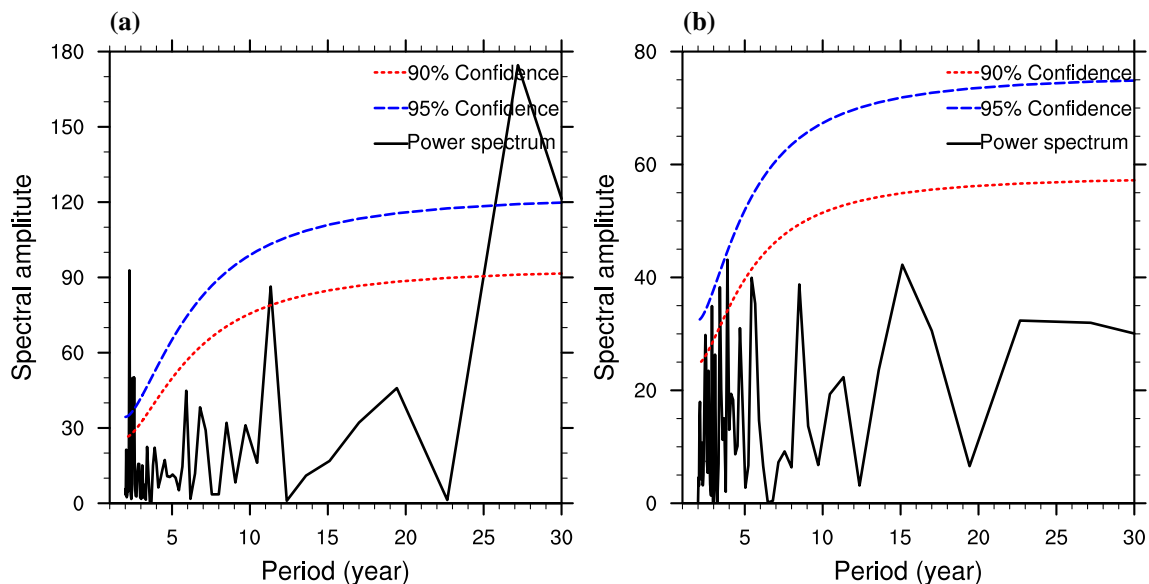 (a)
180
150
120
90
60
30
0
Spectral amplitute
90% Confidence
95% Confidence
Power spectrum
5 10 15 20 25 30
Period (year)
(b)
80
60
40
20
0
Spectral amplitute
90% Confidence
95% Confidence
Power spectrum
5 10 15 20 25 30
Period (year)